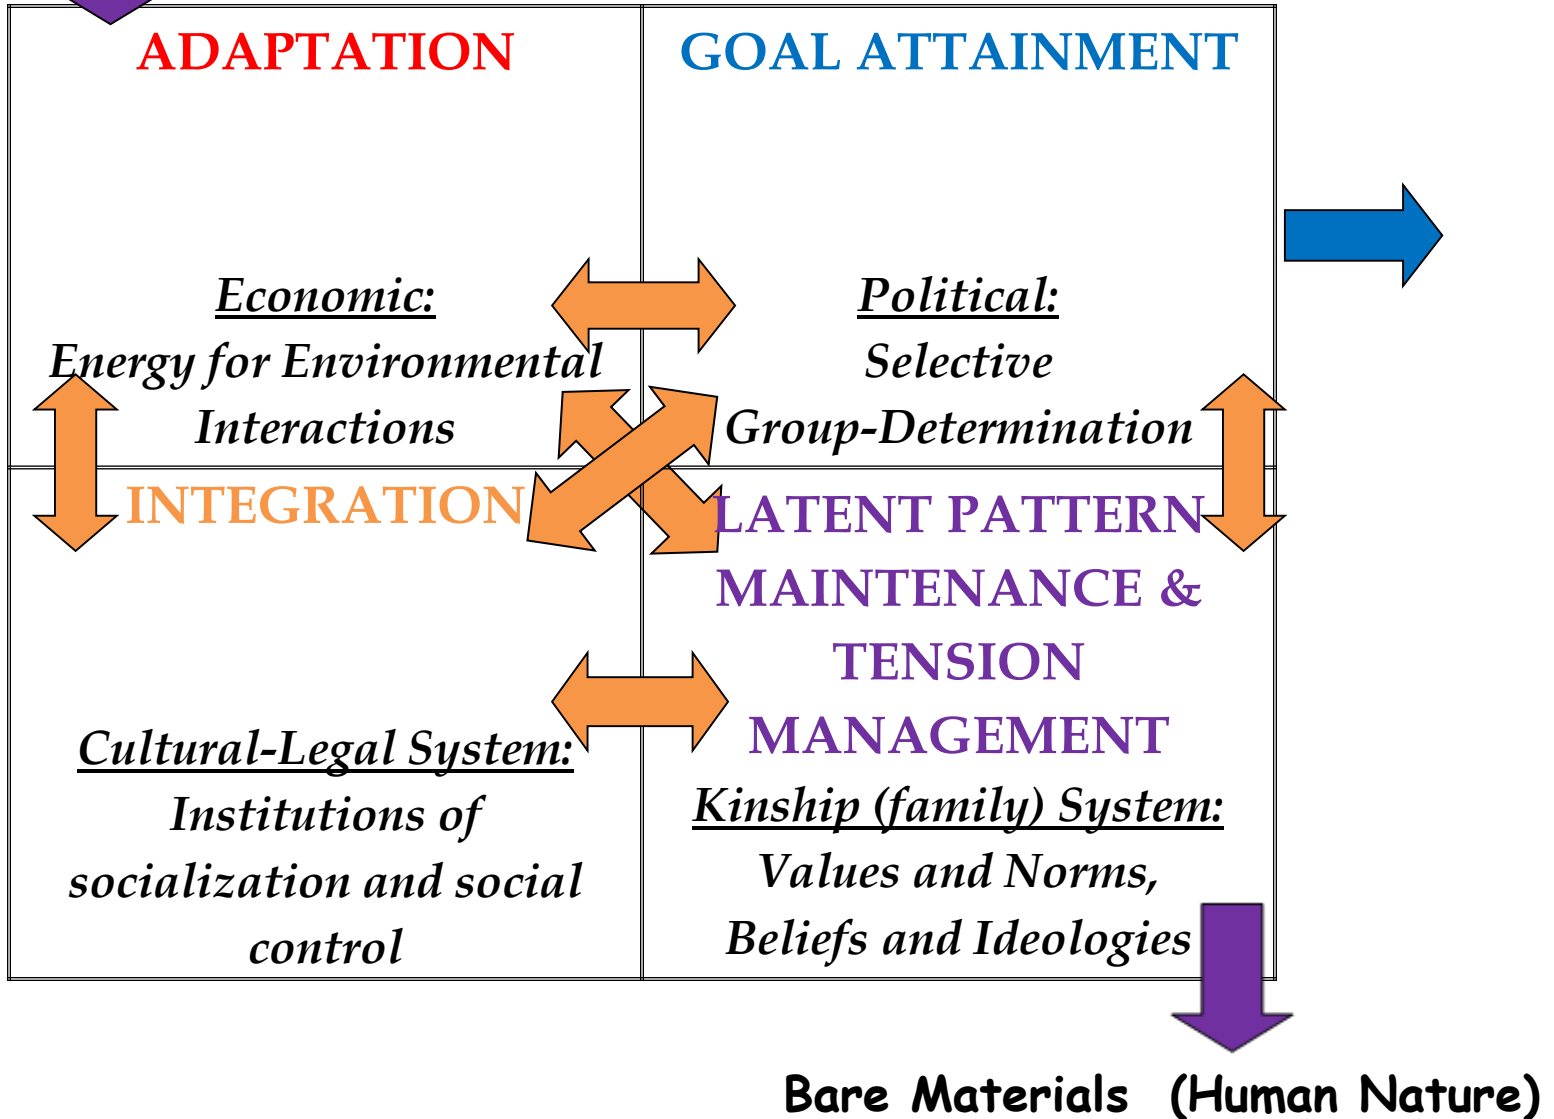 ADAPTATION
Economic:
Energy for Environmental
Interactions
GOAL ATTAINMENT
Political:
Selective
Group-Determination
INTEGRATION
Cultural-Legal System:
Institutions of
socialization and social
control
LATENT PATTERN
MAINTENANCE &
TENSION
MANAGEMENT
Kinship (family) System:
Values and Norms,
Beliefs and Ideologies
Bare Materials (Human Nature)